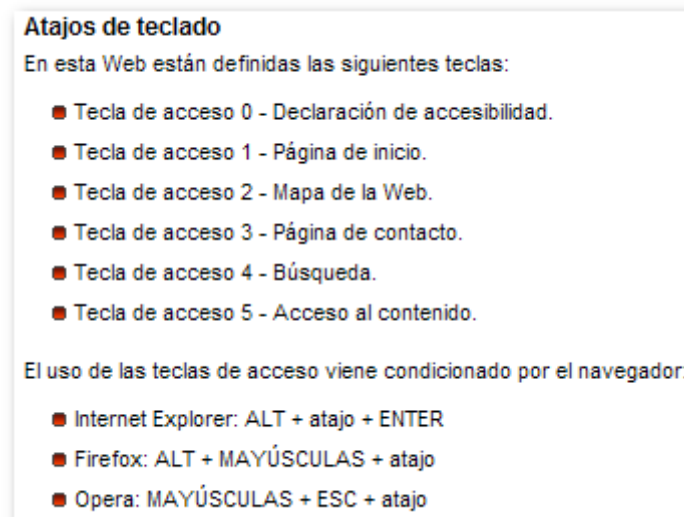 Atajos de teclado
En esta Web están definidas las siguientes teclas:
Tecla de acceso 0 - Declaración de accesibilidad.
Tecla de acceso 1 - Página de inicio.
Tecla de acceso 2 - Mapa de la Web.
Tecla de acceso 3 - Página de contacto.
Tecla de acceso 4 - Búsqueda.
Tecla de acceso 5 - Acceso al contenido.
El uso de las teclas de acceso viene condicionado por el navegador:
Internet Explorer: ALT + atajo + ENTER
Firefox: ALT + MAYÚSCULAS + atajo
Opera: MAYÚSCULAS + ESC + atajo